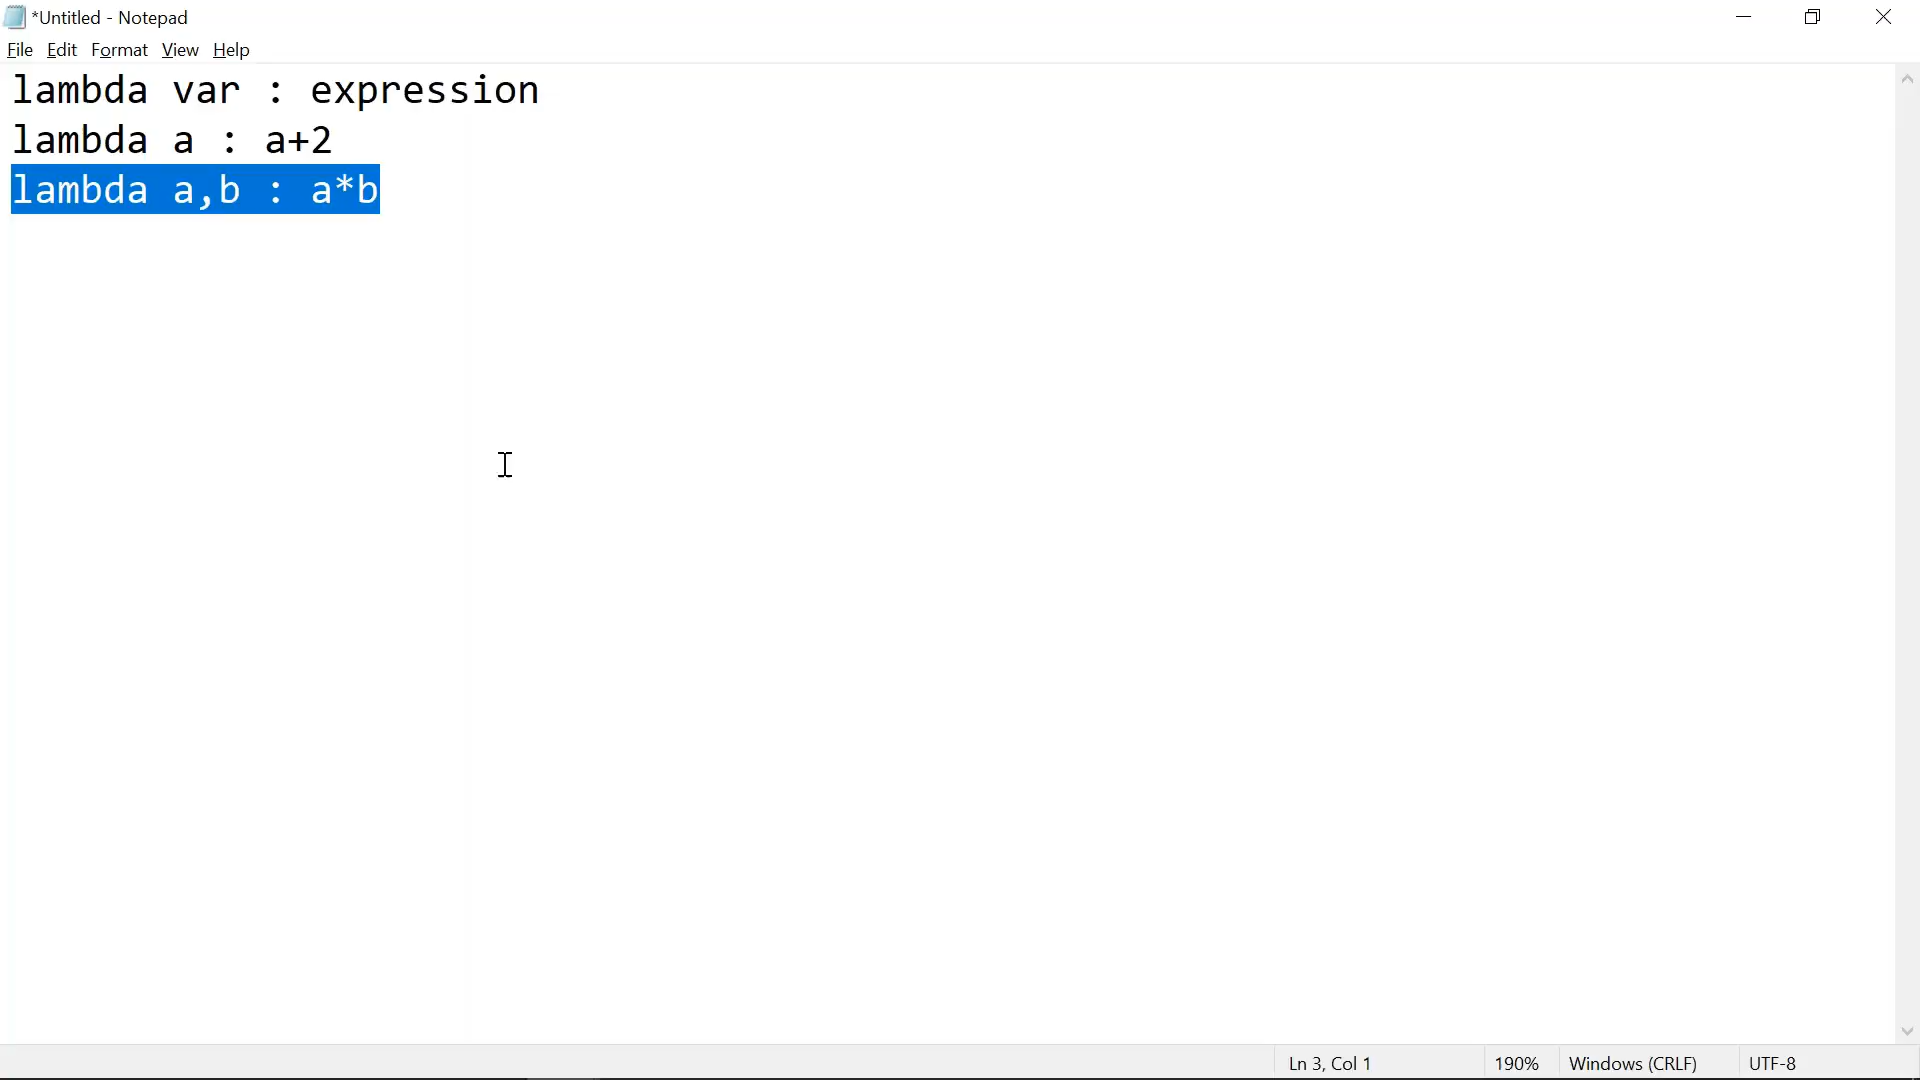 *Untitled - Notepad
File Edit Format View Help
lambda var : expression
lambda a : a+2
lambda a,b : a*b
Ln 3, Col 1 190% Windows (CRLF) UTF-8